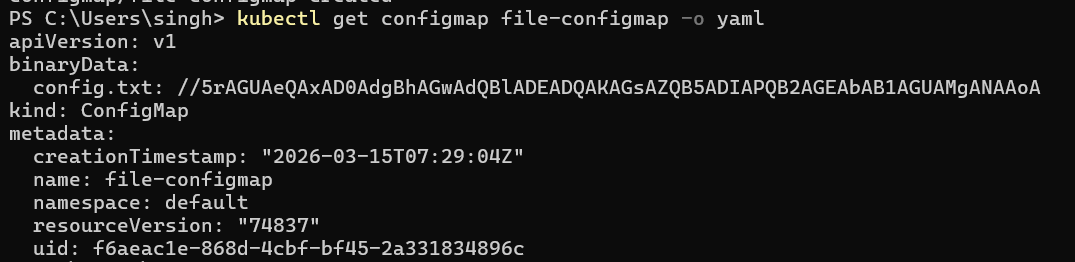 PS C:\Users\singh> kubectl get configmap file-configmap -o yaml
apiVersion: v1
binaryData:
  config.txt: //5rAGUAeQAxAD0AdgBhAGwAdQBlADEADQAKAGsAZQB5ADIAPQB2AGEAbAB1AGUAMgANAAoA
kind: ConfigMap
metadata:
  creationTimestamp: "2026-03-15T07:29:04Z"
  name: file-configmap
  namespace: default
  resourceVersion: "74837"
  uid: f6aeac1e-868d-4cbf-bf45-2a331834896c